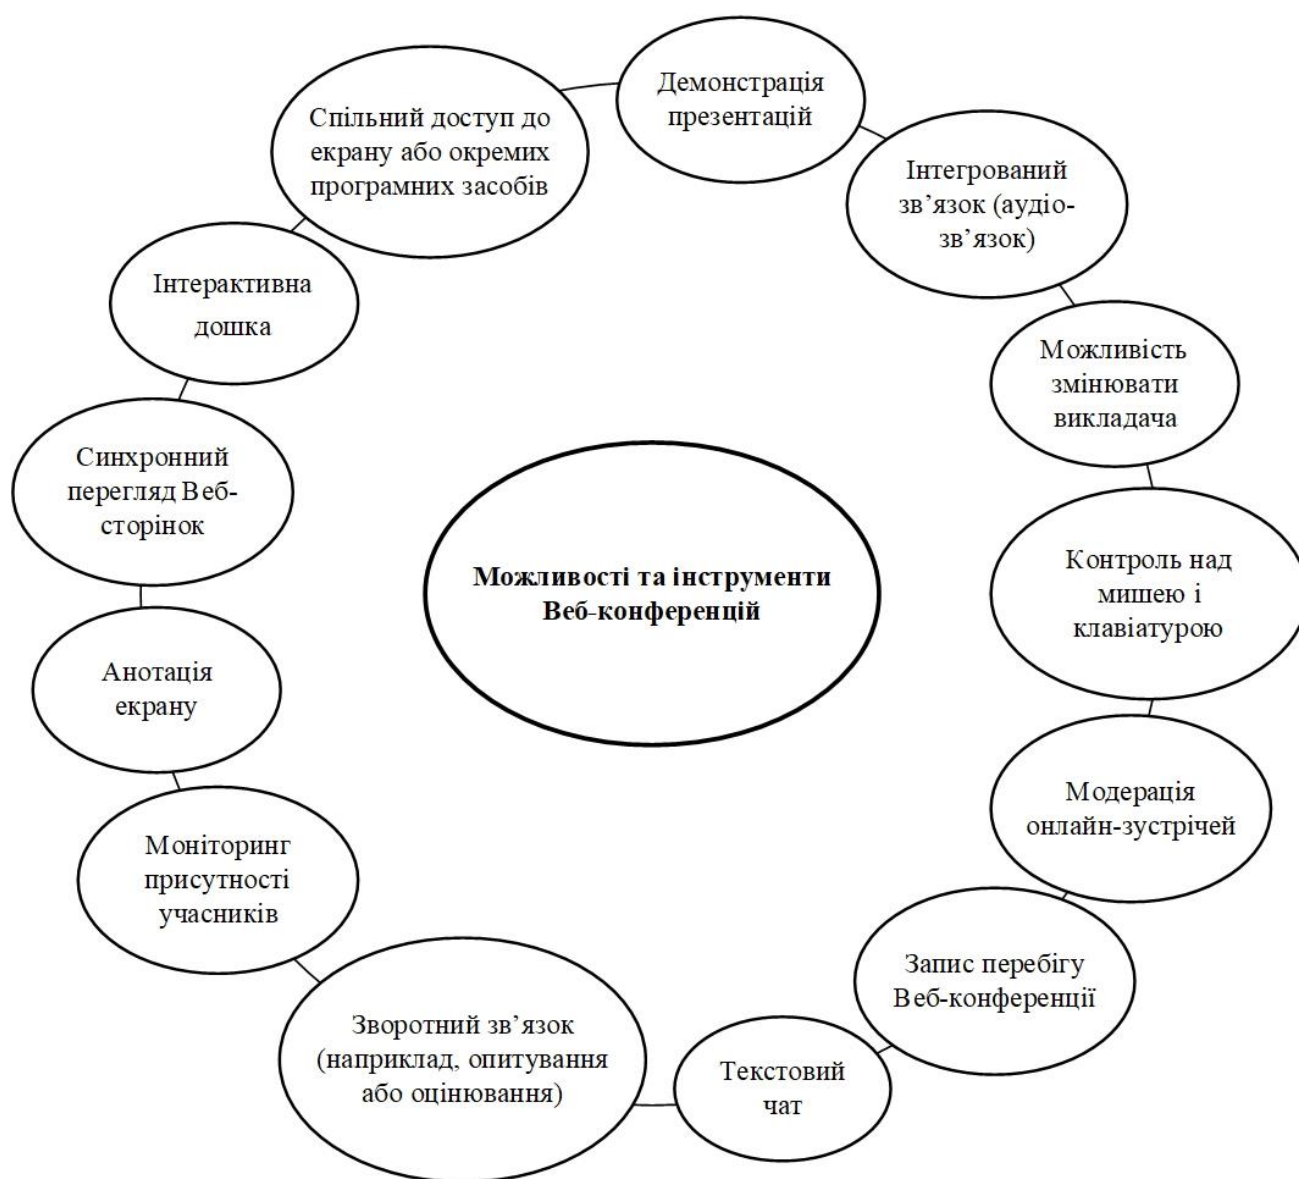 Демонстрація
презентацій
Інтегрований
зв’язок (аудіо-
зв’язок)
Можливість
змінювати
викладача
Контроль над
мишею і
клавіатурою
Модерація
онлайн-зустрічей
Запис перебігу
Веб-конференції
Текстовий
чат
Зворотний зв’язок
(наприклад, опитування
або оцінювання)
Моніторинг
присутності
учасників
Анотація
екрану
Синхронний
перегляд Веб-
сторінок
Інтерактивна
дошка
Спільний доступ до
екрану або окремих
програмних засобів
Можливості та інструменти
Веб-конференцій